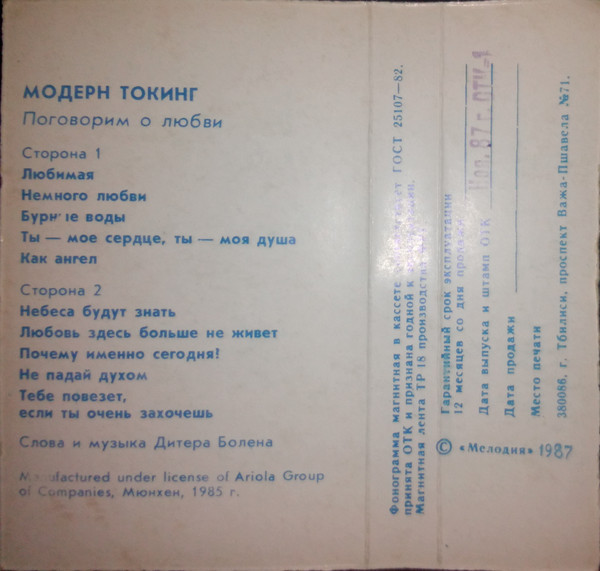 МОДЕРН ТОКИНГ
Поговорим о любви
Сторона 1
Любимая
Немного любви
Бурные воды
Ты — мое сердце, ты — моя душа
Как ангел
Сторона 2
Небеса будут знать
Любовь здесь больше не живет
Почему именно сегодня!
Не падай духом
Тебе повезет,
если ты очень захочешь
Слова и музыка Дитера Болена
Manufactured under license of Ariola Group
of Companies, Мюнхен, 1985 г.
Фонограмма магнитная в кассете ГОСТ 25107—82.
принята ОТК и признана годной к
Магнитная лента ТР 18
Гарантийный срок эксплуатации
12 месяцев со дня продажи
Дата выпуска и штамп ОТК Ноя. 87 г. ОТК-1
Дата продажи
Место печати
380086, г. Тбилиси, проспект Важа-Пшавела №71.
© «Мелодия» 1987